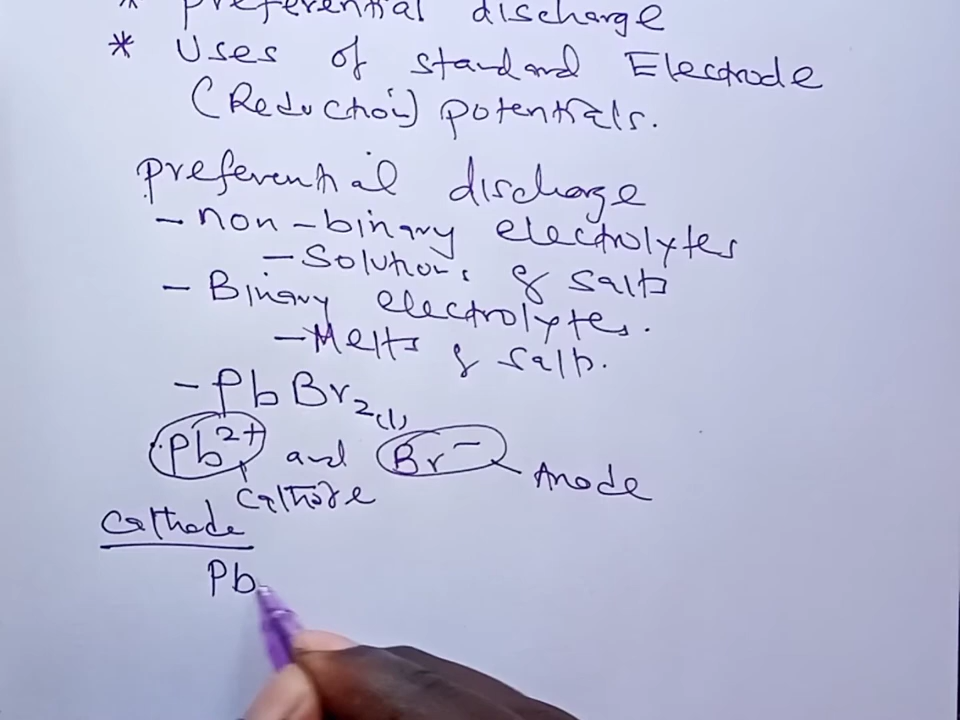 * preferential discharge
* Uses of standard Electrode
(Reduction) potentials.
preferential discharge
- non-binary electrolytes
- Solutions of salts
- Binary electrolytes.
- Melts of salts.
- PbBr₂(l)
Pb²⁺ and Br⁻ Anode
Cathode
Cathode
Pb